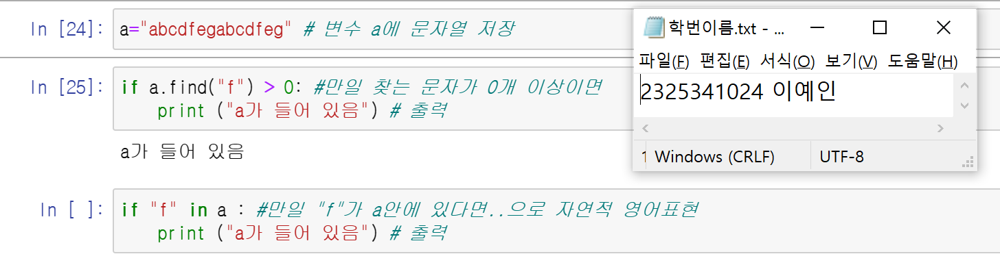 In [24]: a="abcdfegabcdfeg" # 변수 a에 문자열 저장
In [25]: if a.find("f") > 0: #만일 찾는 문자가 0개 이상이면
print ("a가 들어 있음") # 출력
a가 들어 있음
In [ ]: if "f" in a : #만일 "f"가 a안에 있다면..으로 자연적 영어표현
print ("a가 들어 있음") # 출력
학번이름.txt - ...
파일(F) 편집(E) 서식(O) 보기(V) 도움말(H)
2325341024 이예인
1 Windows (CRLF) UTF-8